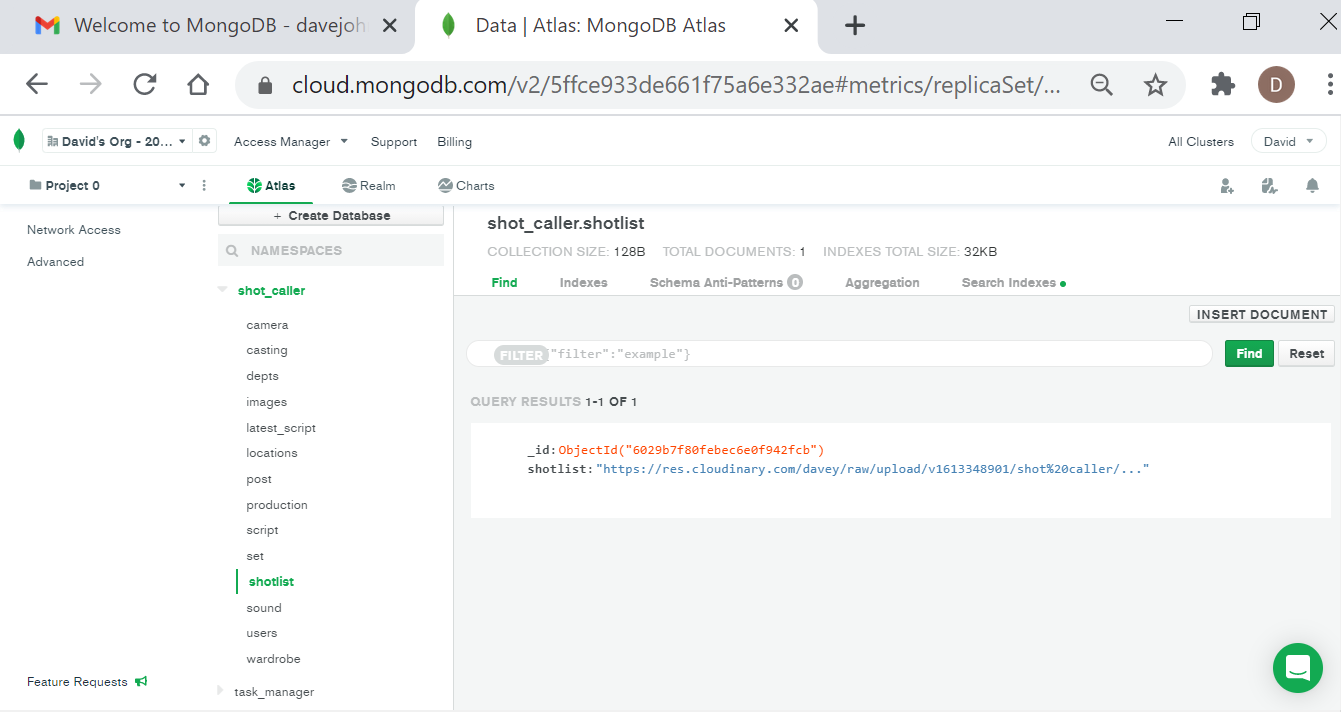 Welcome to MongoDB - davejoh
Data | Atlas: MongoDB Atlas
cloud.mongodb.com/v2/5ffce933de661f75a6e332ae#metrics/replicaSet/...
D
David's Org - 20...
Access Manager
Support
Billing
All Clusters
David
Project 0
Atlas
Realm
Charts
Network Access
Advanced
+ Create Database
NAMESPACES
shot_caller
camera
casting
depts
images
latest_script
locations
post
production
script
set
shotlist
sound
users
wardrobe
task_manager
Feature Requests
shot_caller.shotlist
COLLECTION SIZE: 128B TOTAL DOCUMENTS: 1 INDEXES TOTAL SIZE: 32KB
Find Indexes Schema Anti-Patterns 0 Aggregation Search Indexes
INSERT DOCUMENT
FILTER "filter":"example"}
Find
Reset
QUERY RESULTS 1-1 OF 1
_id:ObjectId("6029b7f80febec6e0f942fcb")
shotlist:"https://res.cloudinary.com/davey/raw/upload/v1613348901/shot%20caller/..."